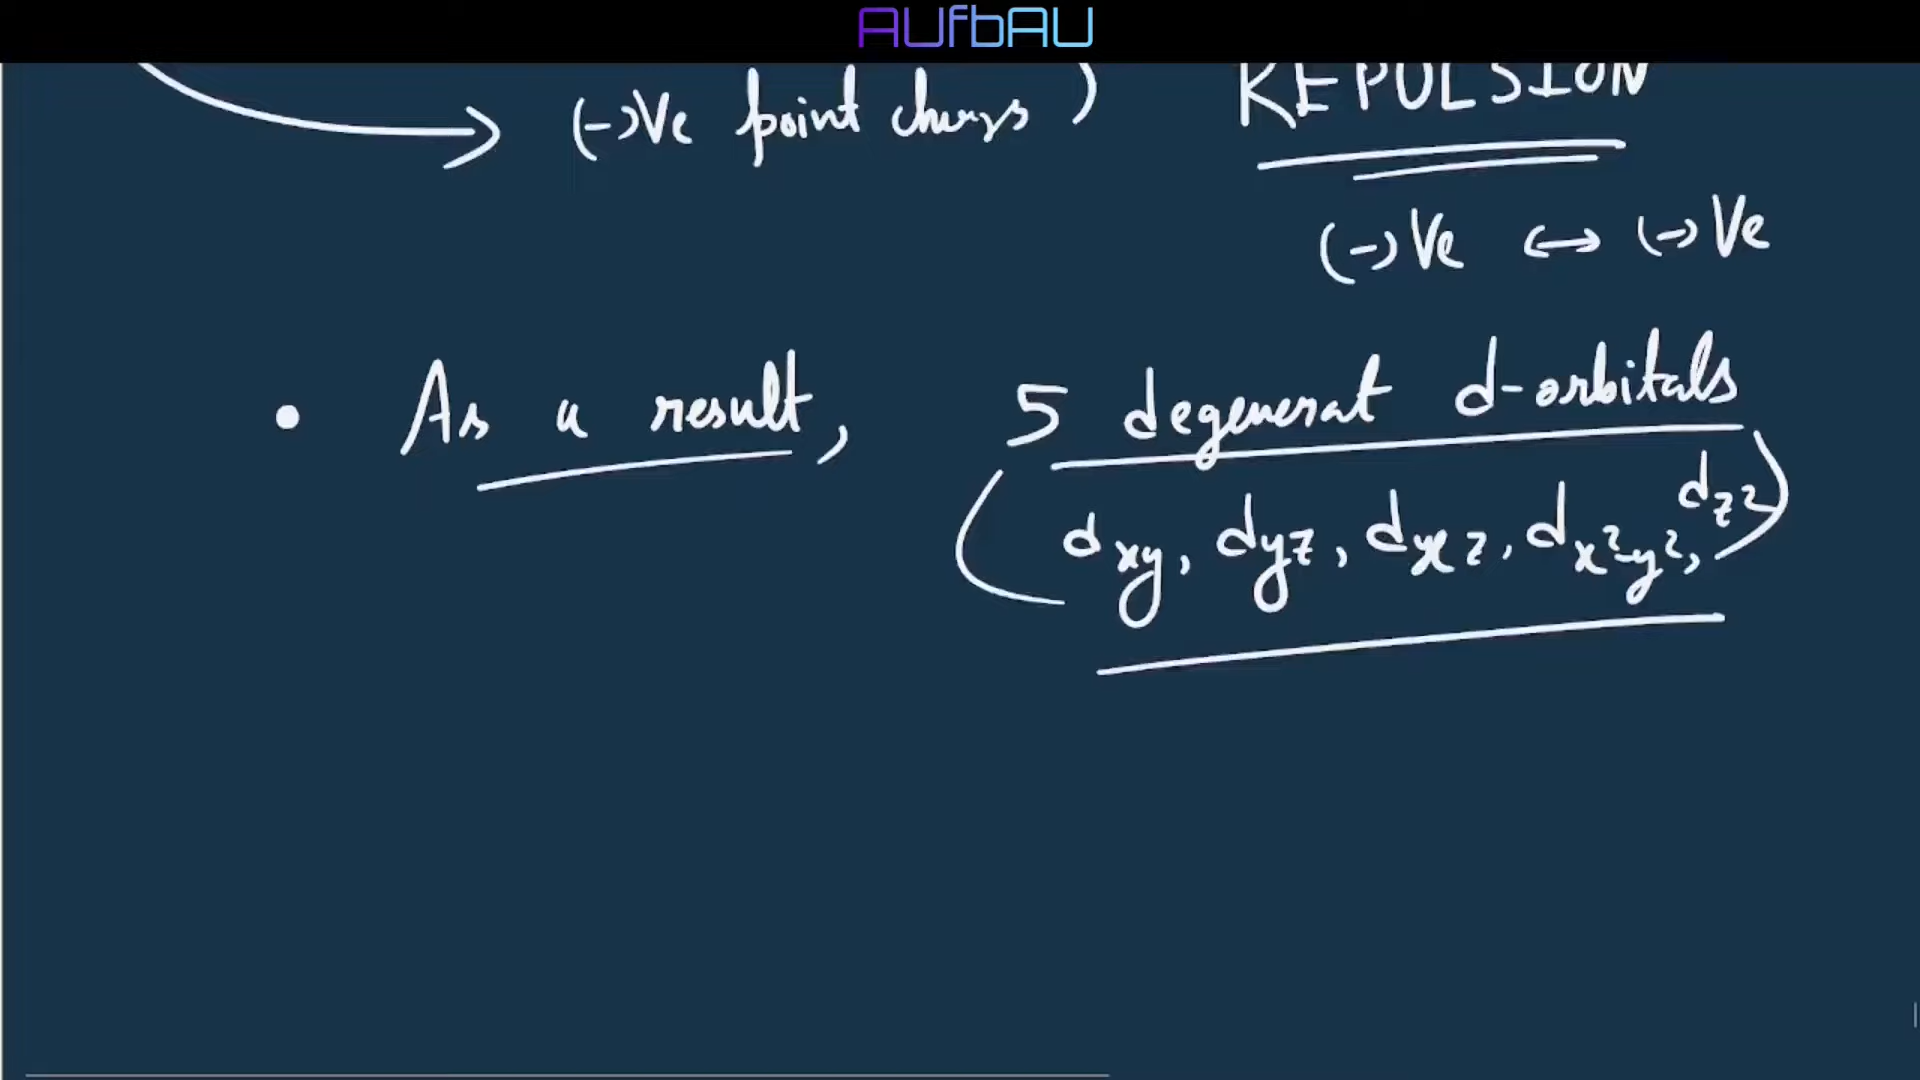 AUFBAU
(-)Ve point charges ) REPULSION
(-)Ve ↔ (-)Ve
• As a result, 5 degenerat d-orbitals
(dxy, dyz, dxz, dx²-y², dz²)